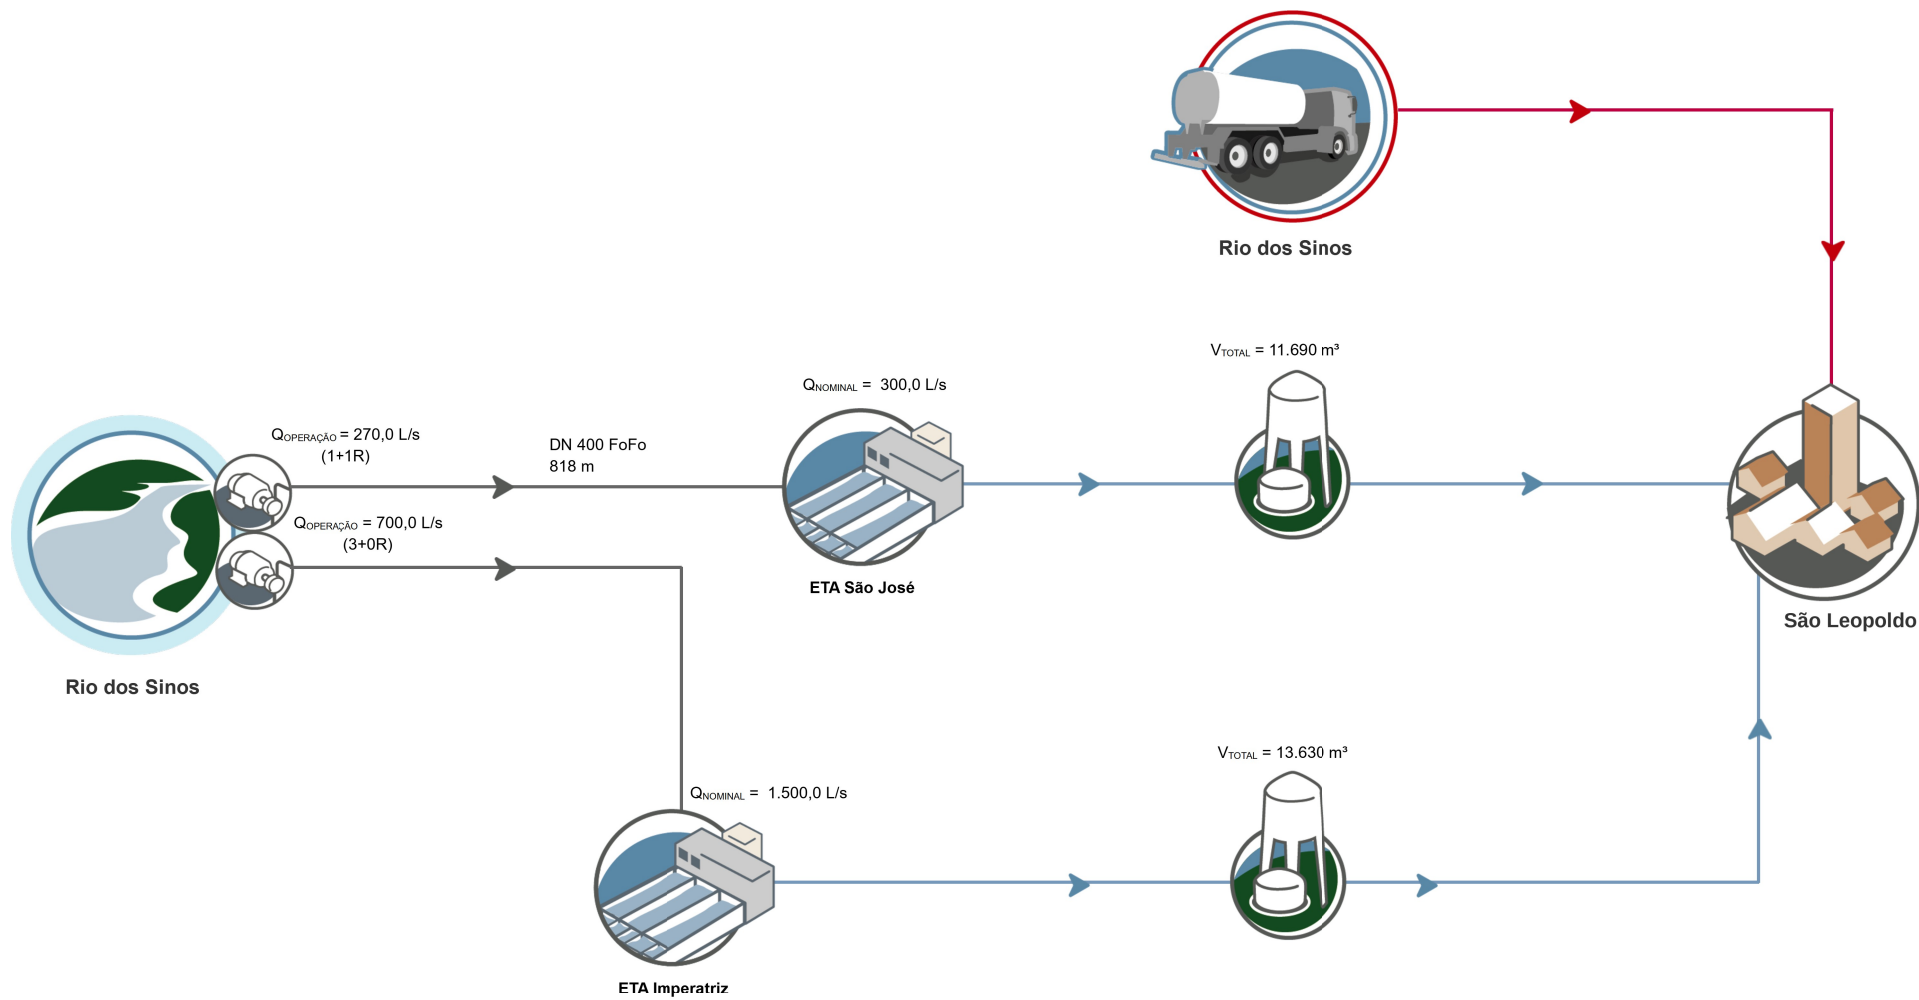 Rio dos Sinos
VTOTAL = 11.690 m³
QNOMINAL = 300,0 L/s
QOPERAÇÃO = 270,0 L/s
(1+1R)
DN 400 FoFo
818 m
QOPERAÇÃO = 700,0 L/s
(3+0R)
ETA São José
São Leopoldo
Rio dos Sinos
VTOTAL = 13.630 m³
QNOMINAL = 1.500,0 L/s
ETA Imperatriz